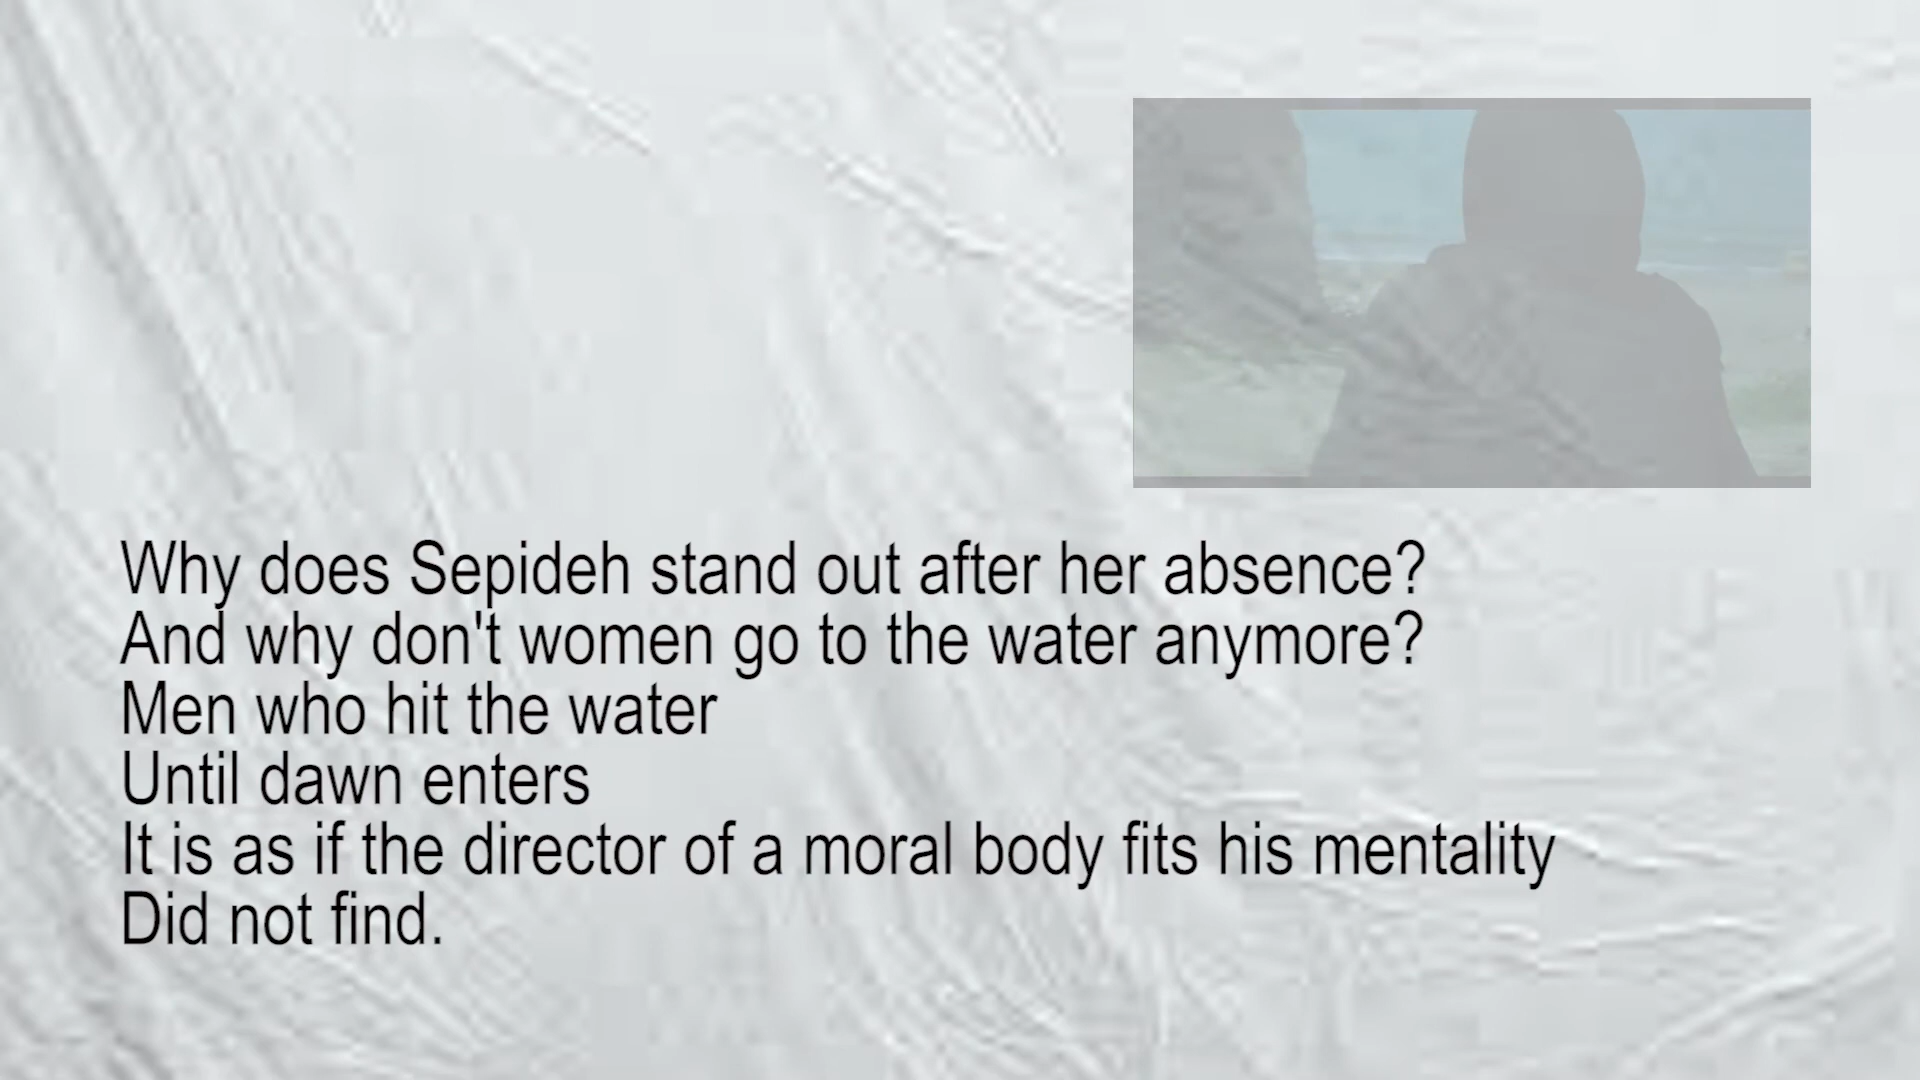 Why does Sepideh stand out after her absence?
And why don't women go to the water anymore?
Men who hit the water
Until dawn enters
It is as if the director of a moral body fits his mentality
Did not find.